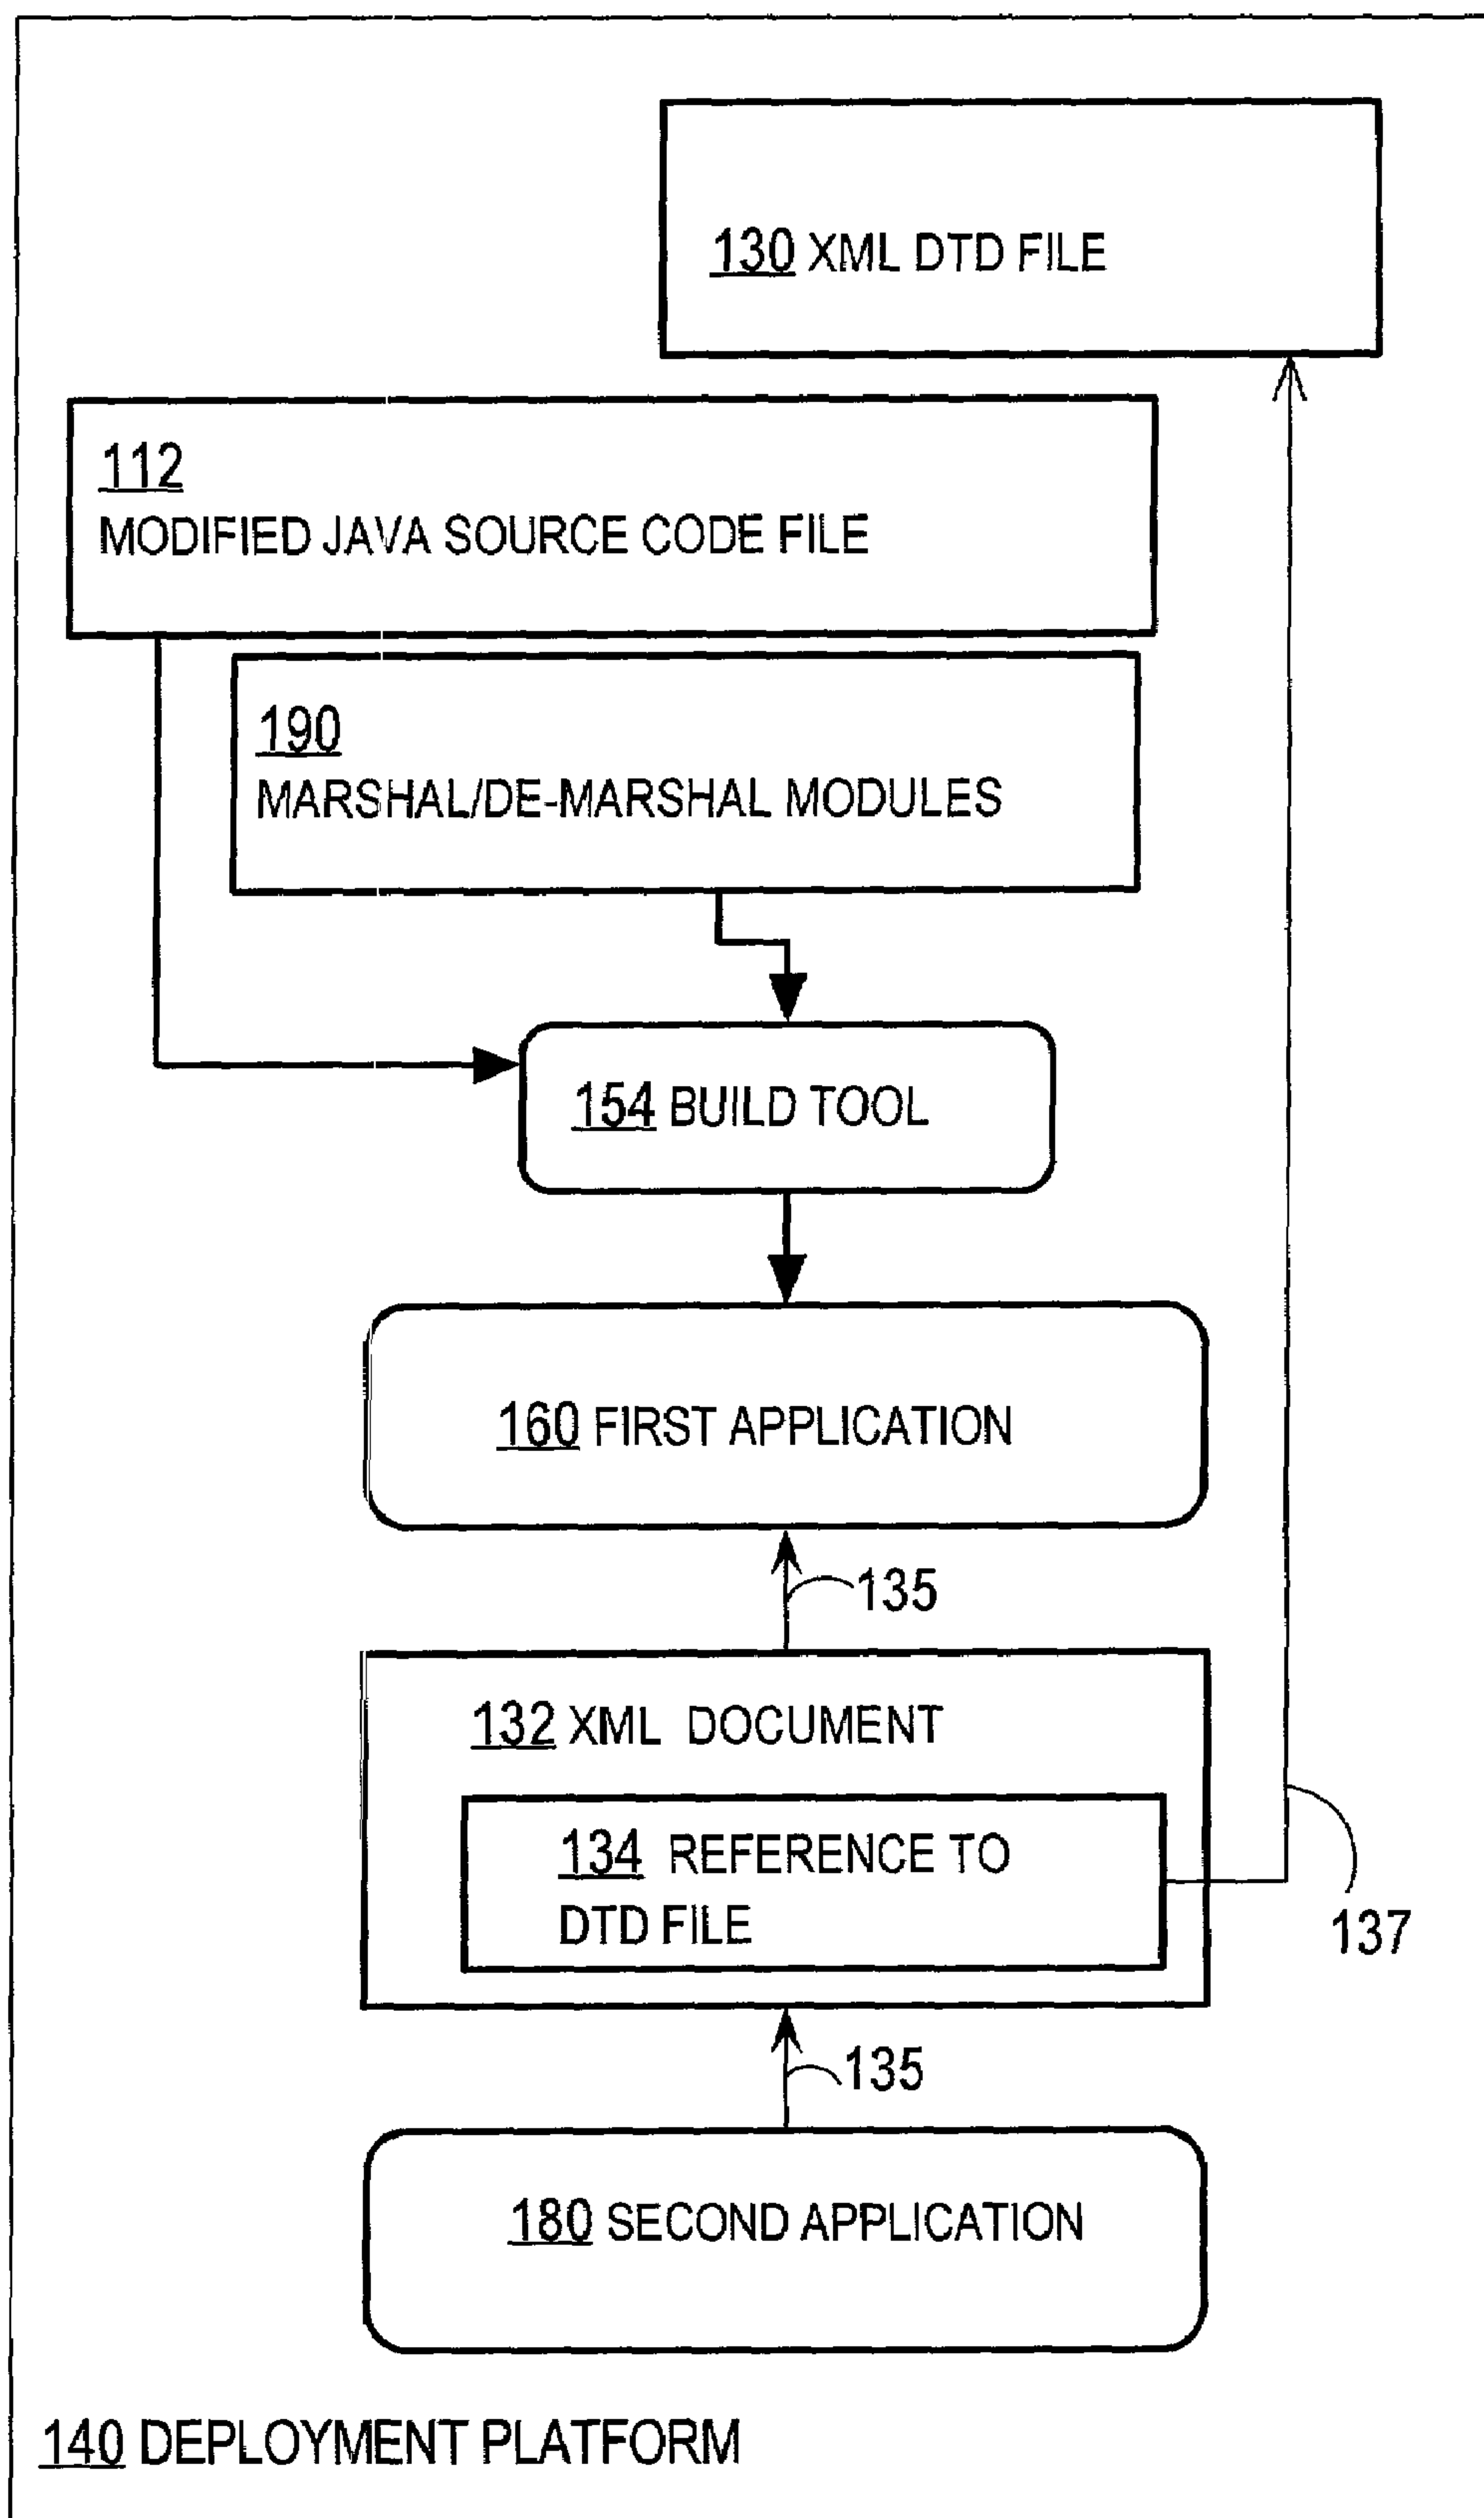 130 XML DTD FILE
112
MODIFIED JAVA SOURCE CODE FILE
190
MARSHAL/DE-MARSHAL MODULES
154 BUILD TOOL
160 FIRST APPLICATION
135
132 XML DOCUMENT
134 REFERENCE TO
DTD FILE
137
135
180 SECOND APPLICATION
140 DEPLOYMENT PLATFORM